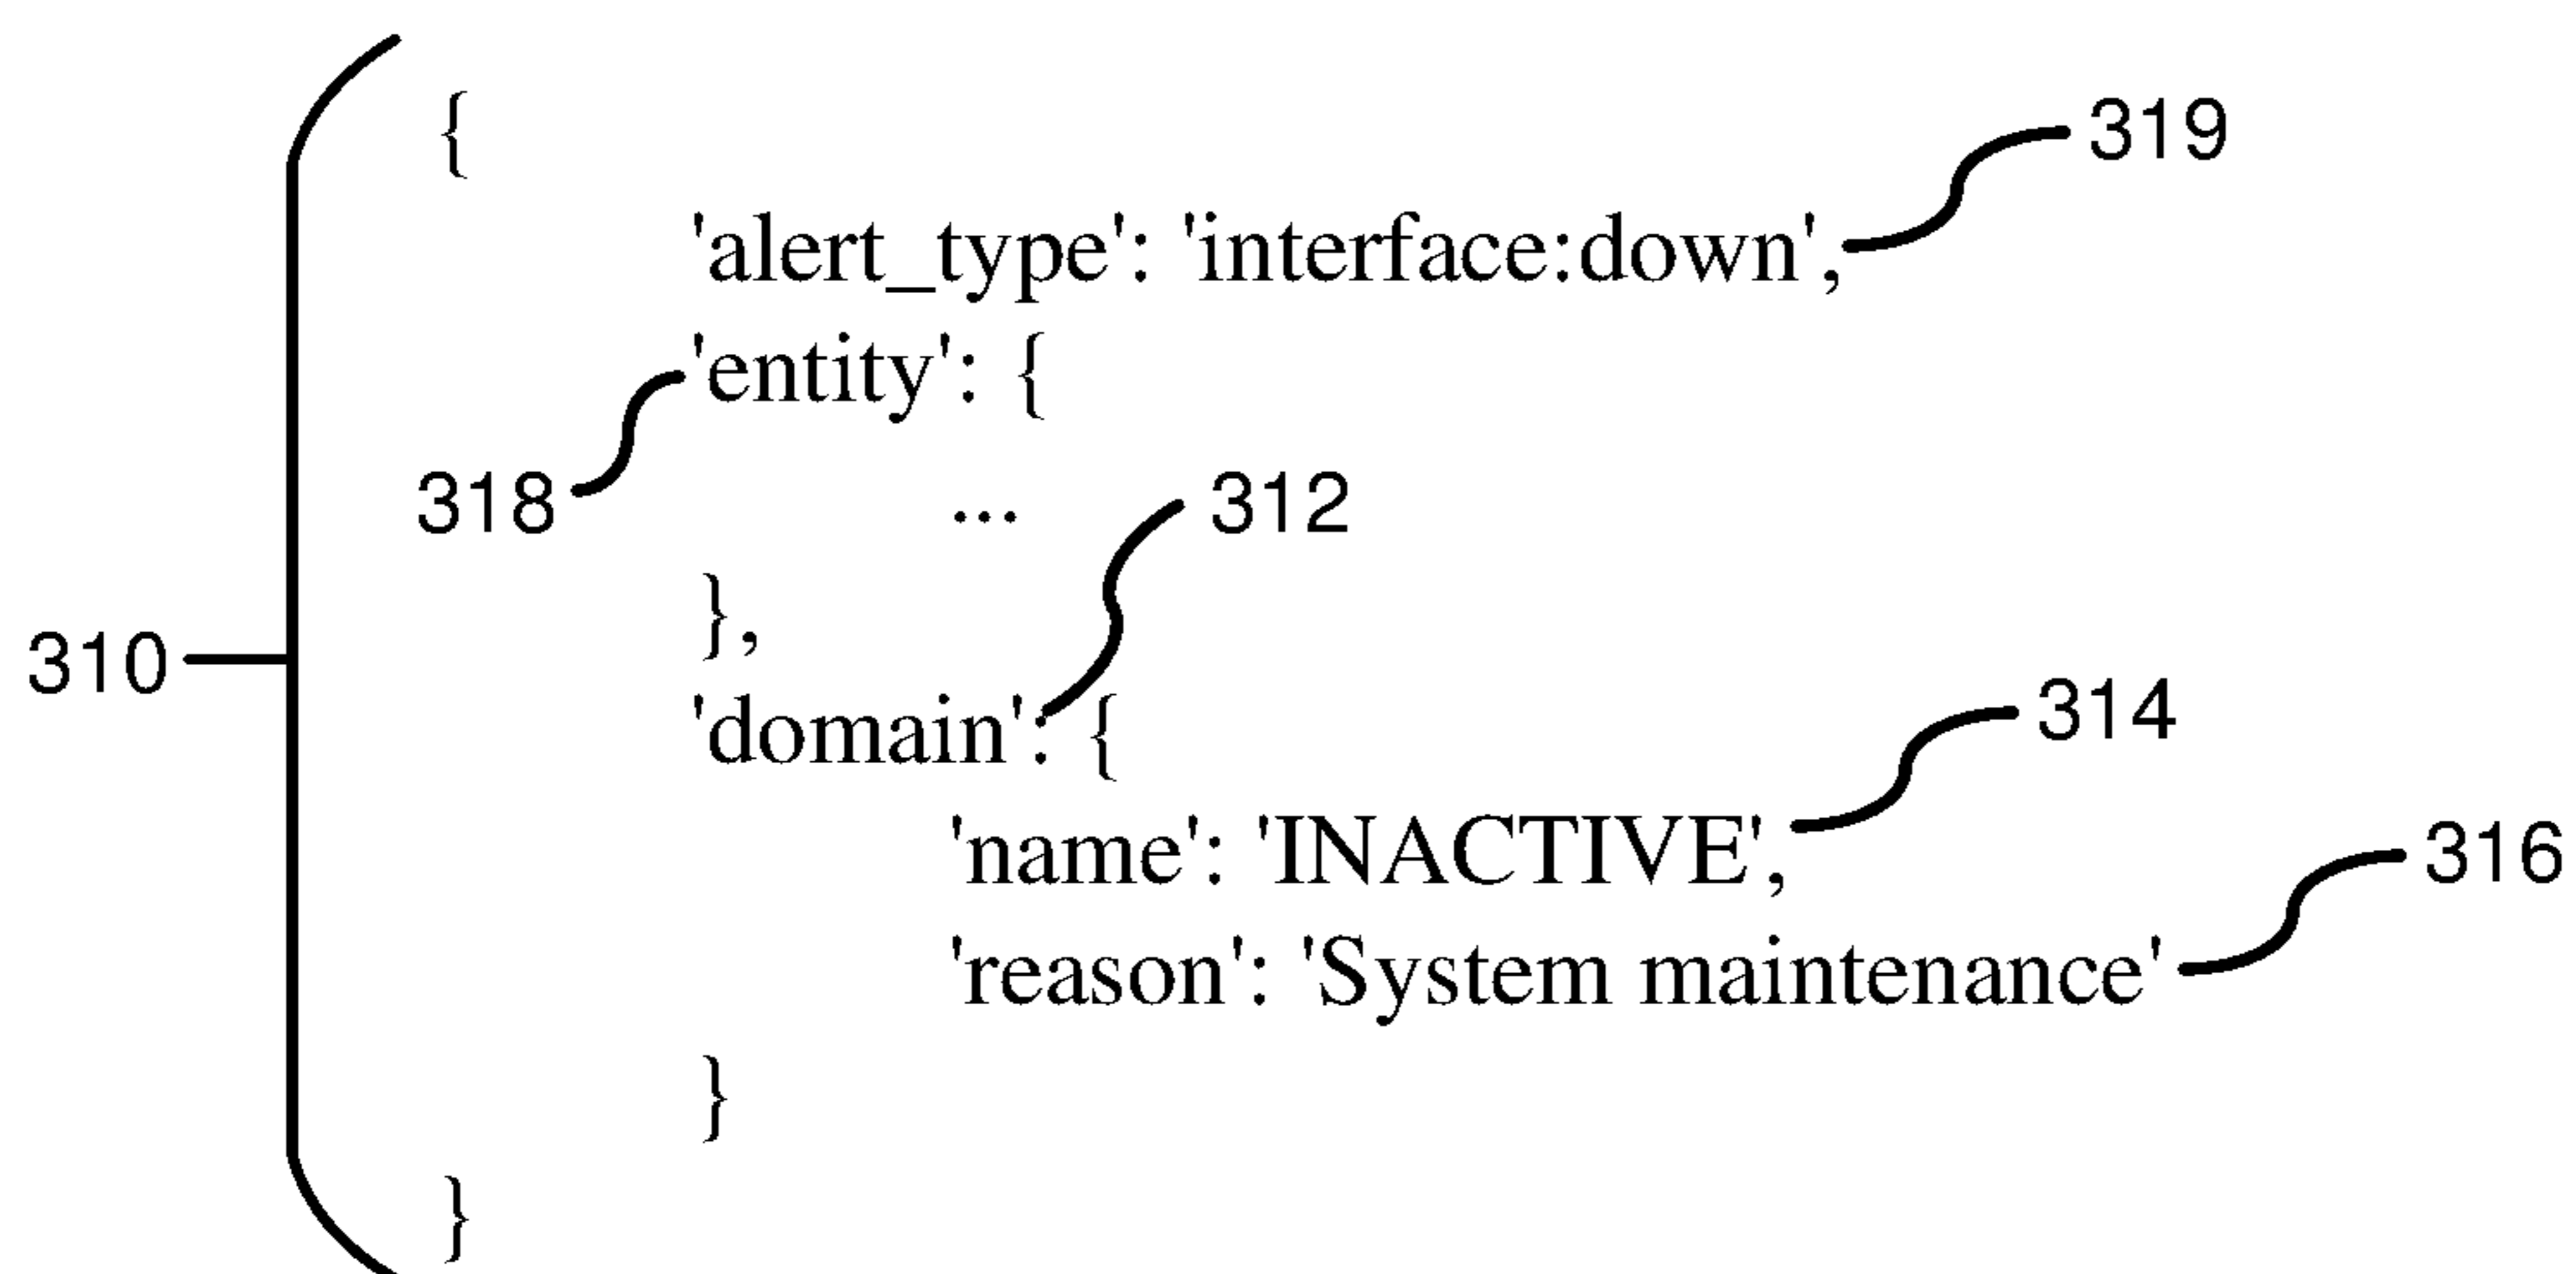 {
319
'alert_type': 'interface:down',
'entity': {
318
...
312
},
310
'domain': {
314
'name': 'INACTIVE',
316
'reason': 'System maintenance'
}
}